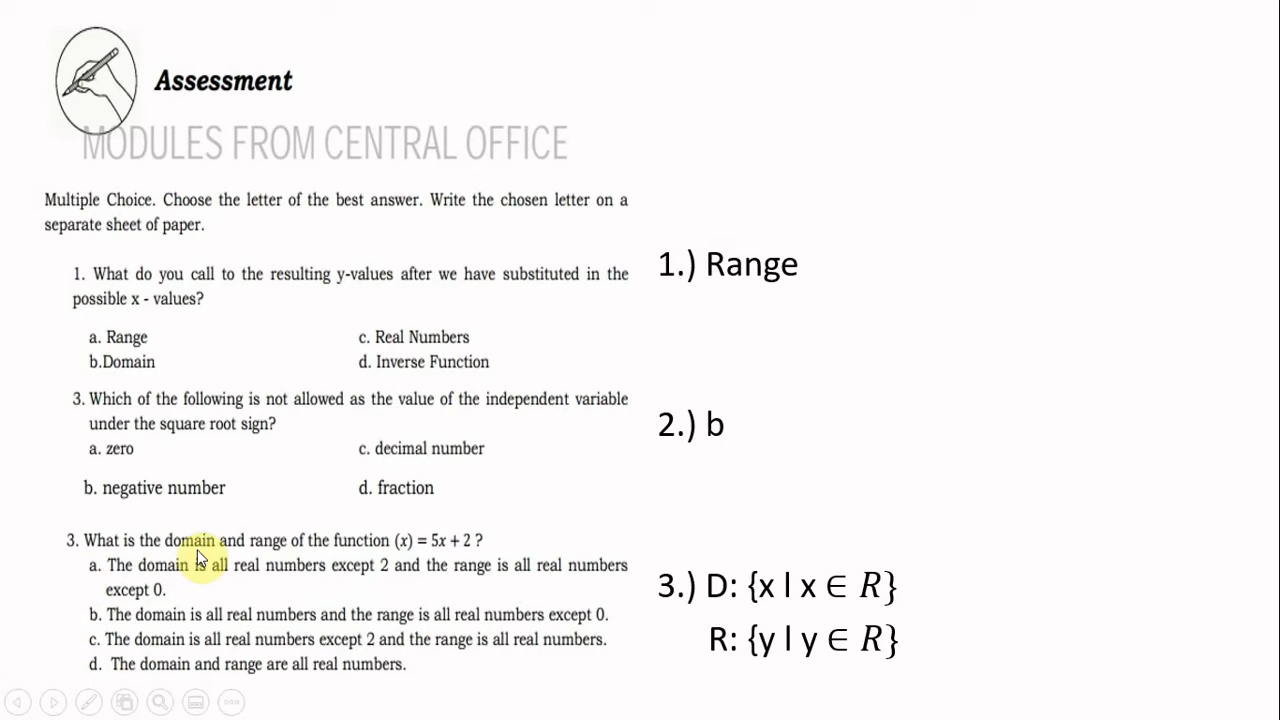 Assessment
MODULES FROM CENTRAL OFFICE
Multiple Choice. Choose the letter of the best answer. Write the chosen letter on a
separate sheet of paper.
1. What do you call to the resulting y-values after we have substituted in the
possible x - values?
a. Range
c. Real Numbers
b.Domain
d. Inverse Function
3. Which of the following is not allowed as the value of the independent variable
under the square root sign?
a. zero
c. decimal number
b. negative number
d. fraction
3. What is the domain and range of the function (x) = 5x + 2 ?
a. The domain is all real numbers except 2 and the range is all real numbers
except 0.
b. The domain is all real numbers and the range is all real numbers except 0.
c. The domain is all real numbers except 2 and the range is all real numbers.
d. The domain and range are all real numbers.
1.) Range
2.) b
3.) D: {x l x ∈ R}
R: {y l y ∈ R}